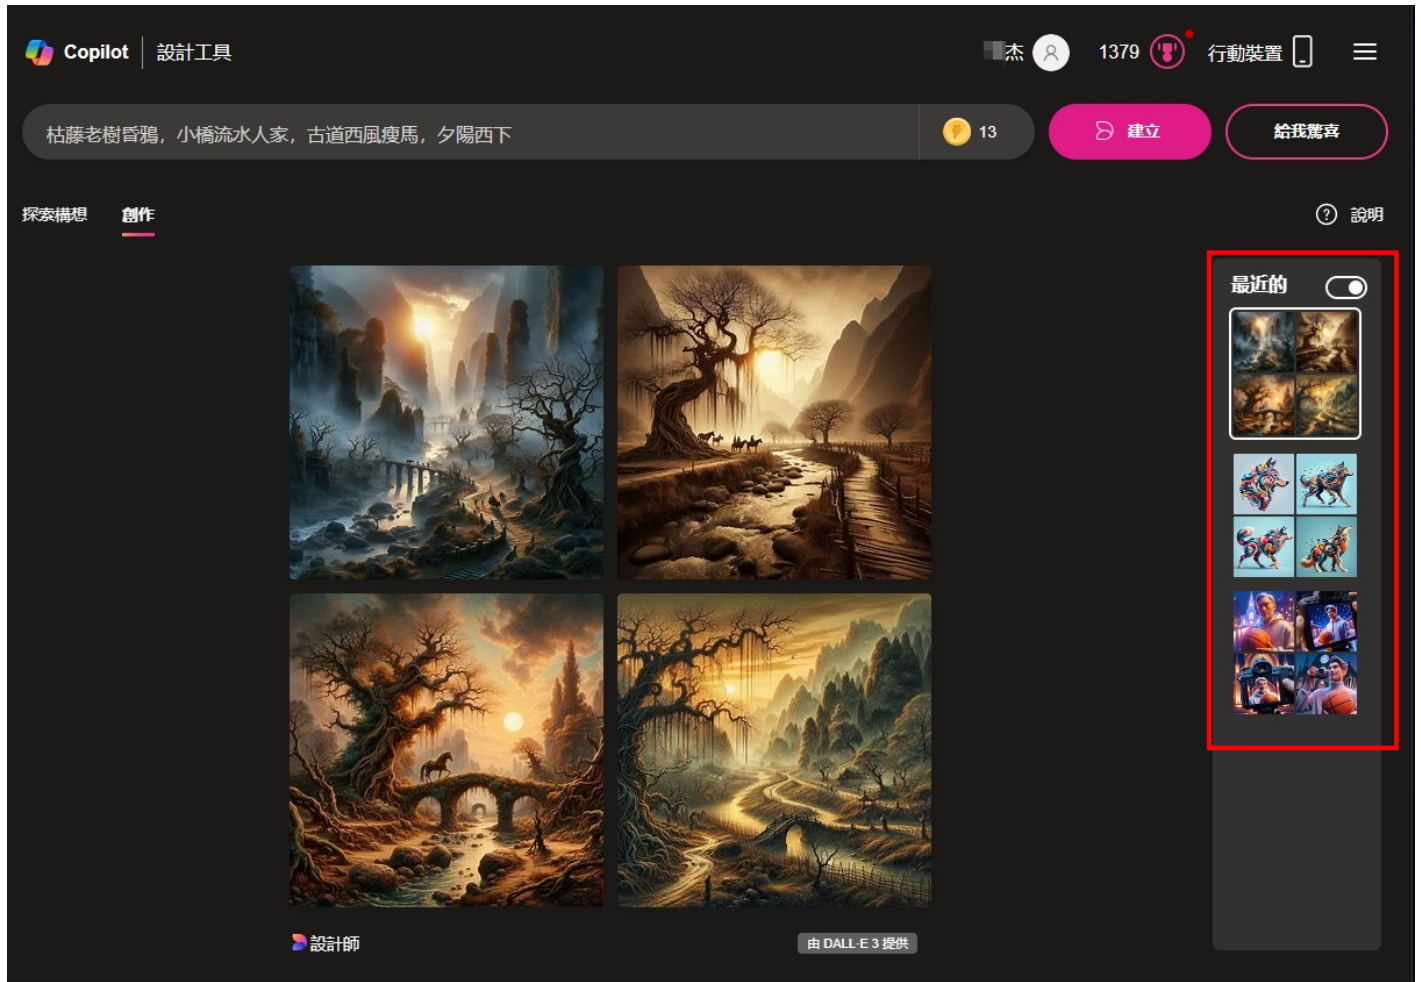 Copilot 設計工具
杰 1379 行動裝置
枯藤老樹昏鴉，小橋流水人家，古道西風瘦馬，夕陽西下 13 建立 給我驚喜
探索構想 創作 說明
最近的
設計師 由 DALL·E 3 提供